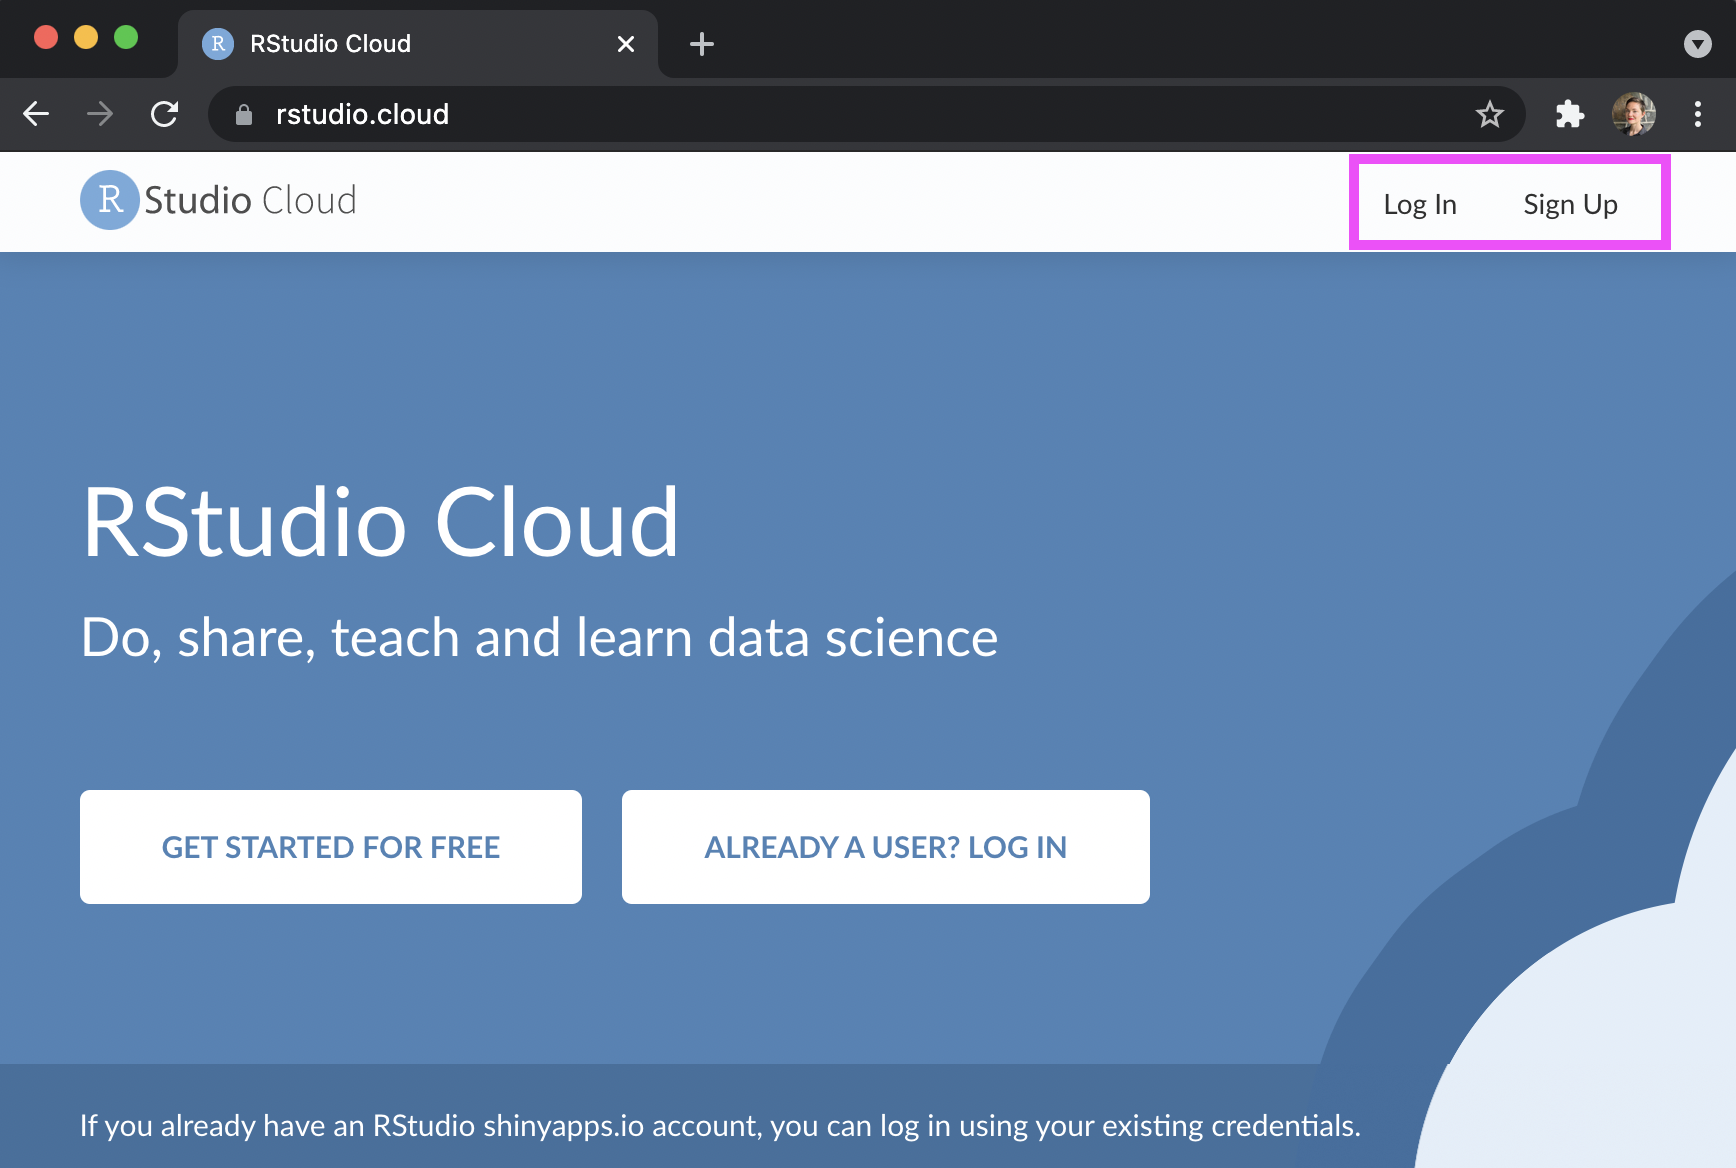 R RStudio Cloud
rstudio.cloud
R Studio Cloud
Log In Sign Up
RStudio Cloud
Do, share, teach and learn data science
GET STARTED FOR FREE ALREADY A USER? LOG IN
If you already have an RStudio shinyapps.io account, you can log in using your existing credentials.